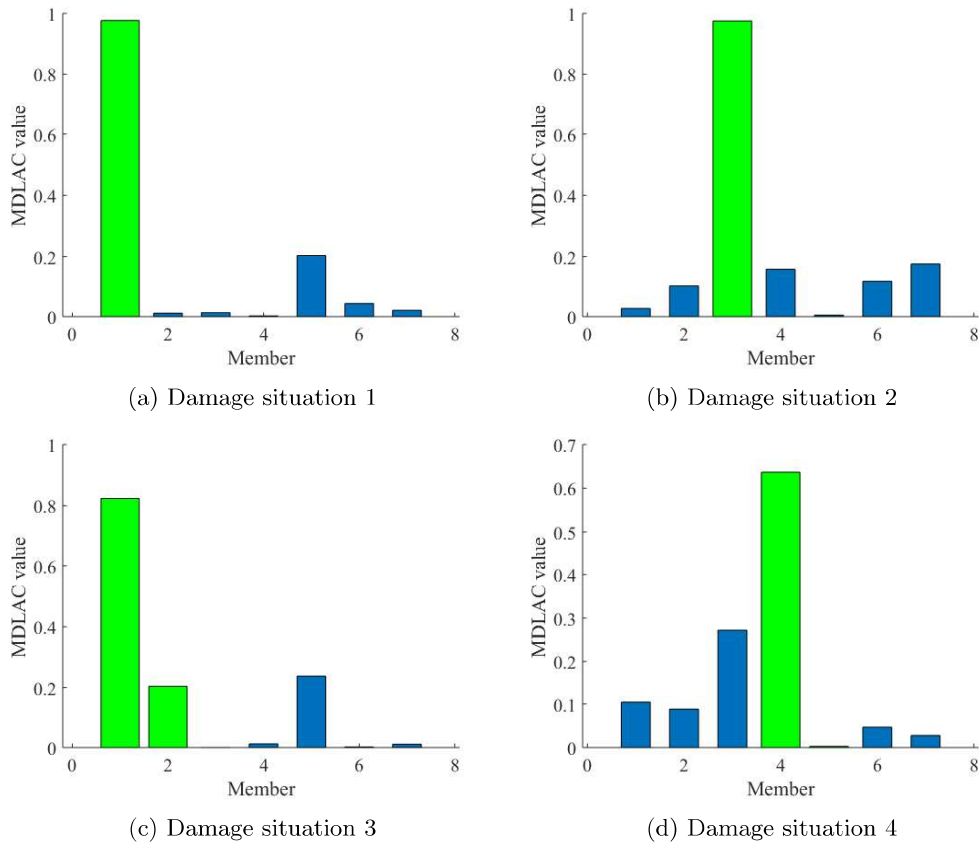 1
0.8
0.6
0.4
0.2
0
MDLAC value
0 2 4 6 8
Member
(a) Damage situation 1
1
0.8
0.6
0.4
0.2
0
MDLAC value
0 2 4 6 8
Member
(b) Damage situation 2
1
0.8
0.6
0.4
0.2
0
MDLAC value
0 2 4 6 8
Member
(c) Damage situation 3
0.7
0.6
0.5
0.4
0.3
0.2
0.1
0
MDLAC value
0 2 4 6 8
Member
(d) Damage situation 4